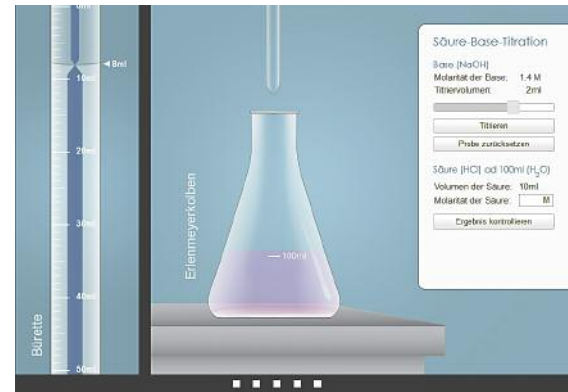 0ml
8ml
10ml
20ml
30ml
40ml
50ml
Bürette
Erlenmeyerkolben
100ml
Säure-Base-Titration
Base (NaOH)
Molarität der Base: 1.4 M
Titriervolumen: 2ml
Titrieren
Probe zurücksetzen
Säure (HCl) ad 100ml (H₂O)
Volumen der Säure: 10ml
Molarität der Säure: M
Ergebnis kontrollieren